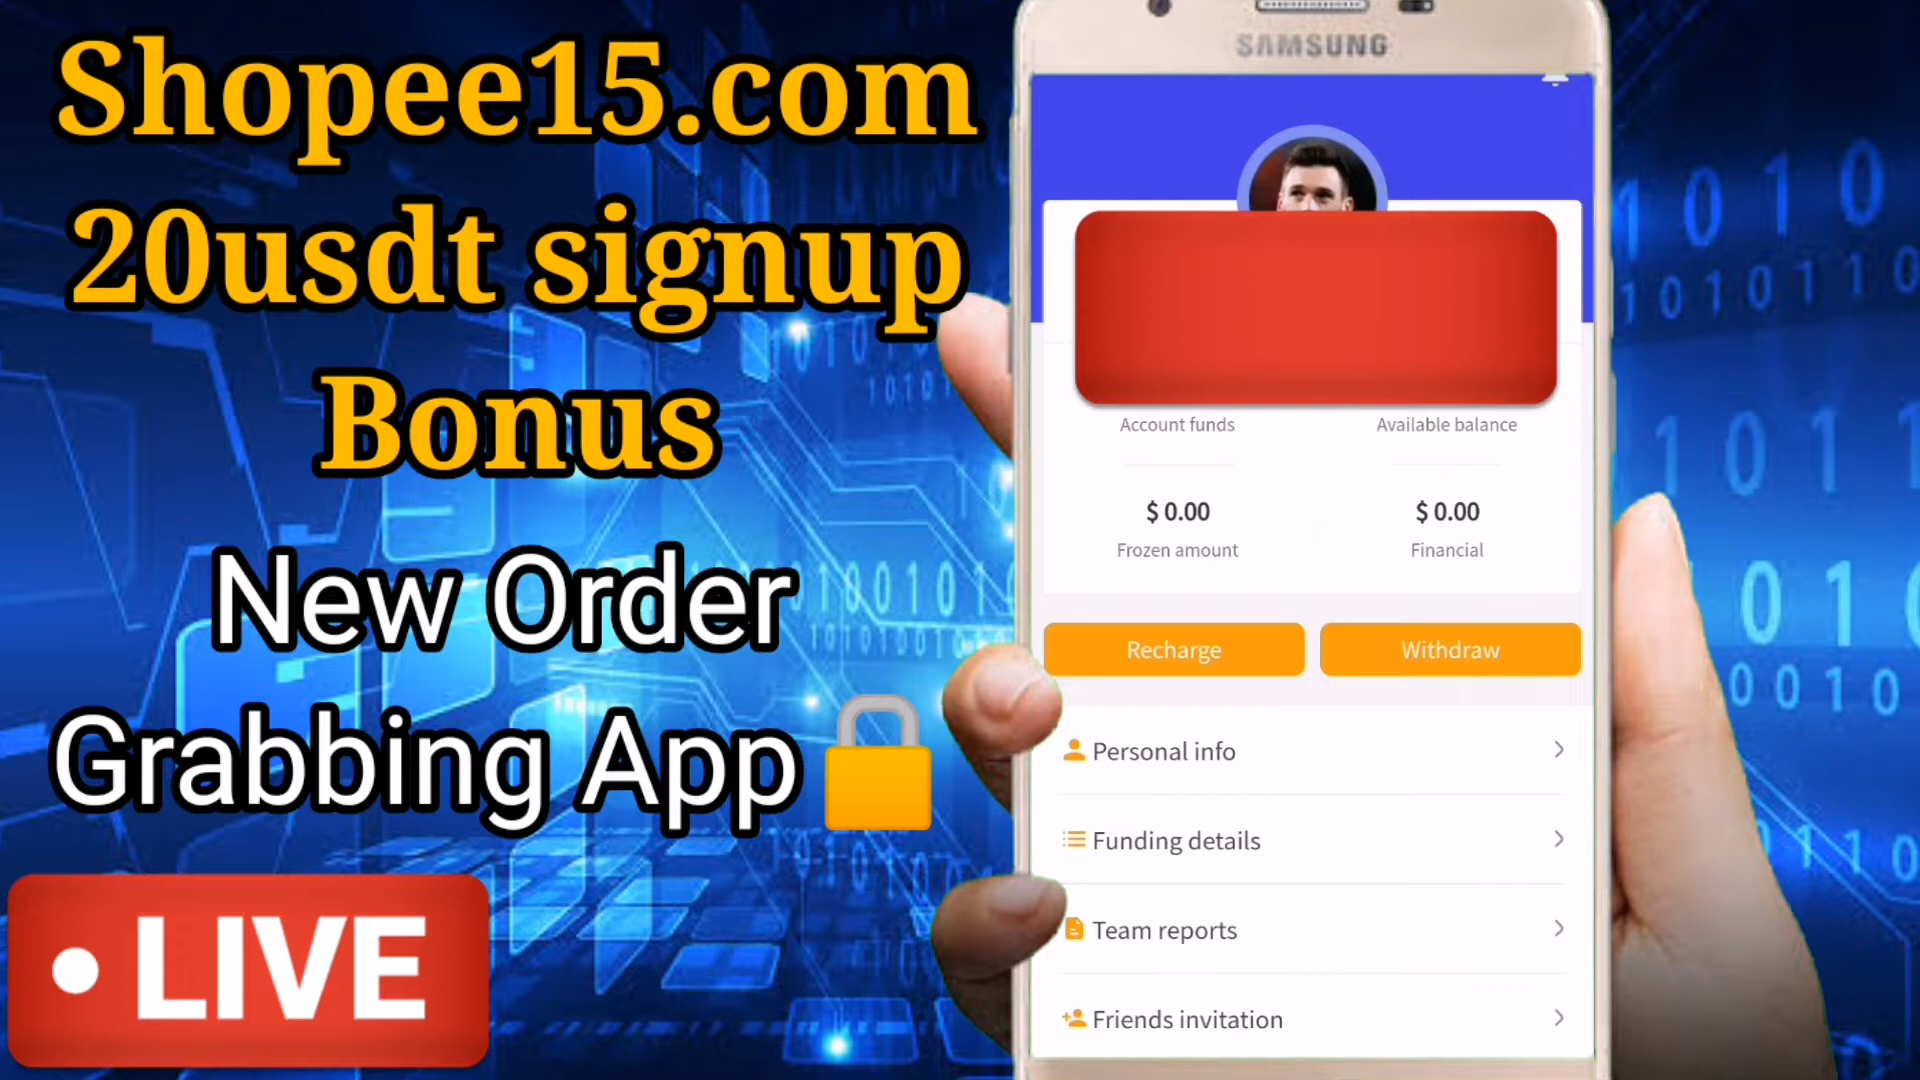 Shopee15.com
20usdt signup
Bonus
New Order
Grabbing App
LIVE
SAMSUNG
Account funds
Available balance
$ 0.00
$ 0.00
Frozen amount
Financial
Recharge
Withdraw
Personal info
Funding details
Team reports
Friends invitation